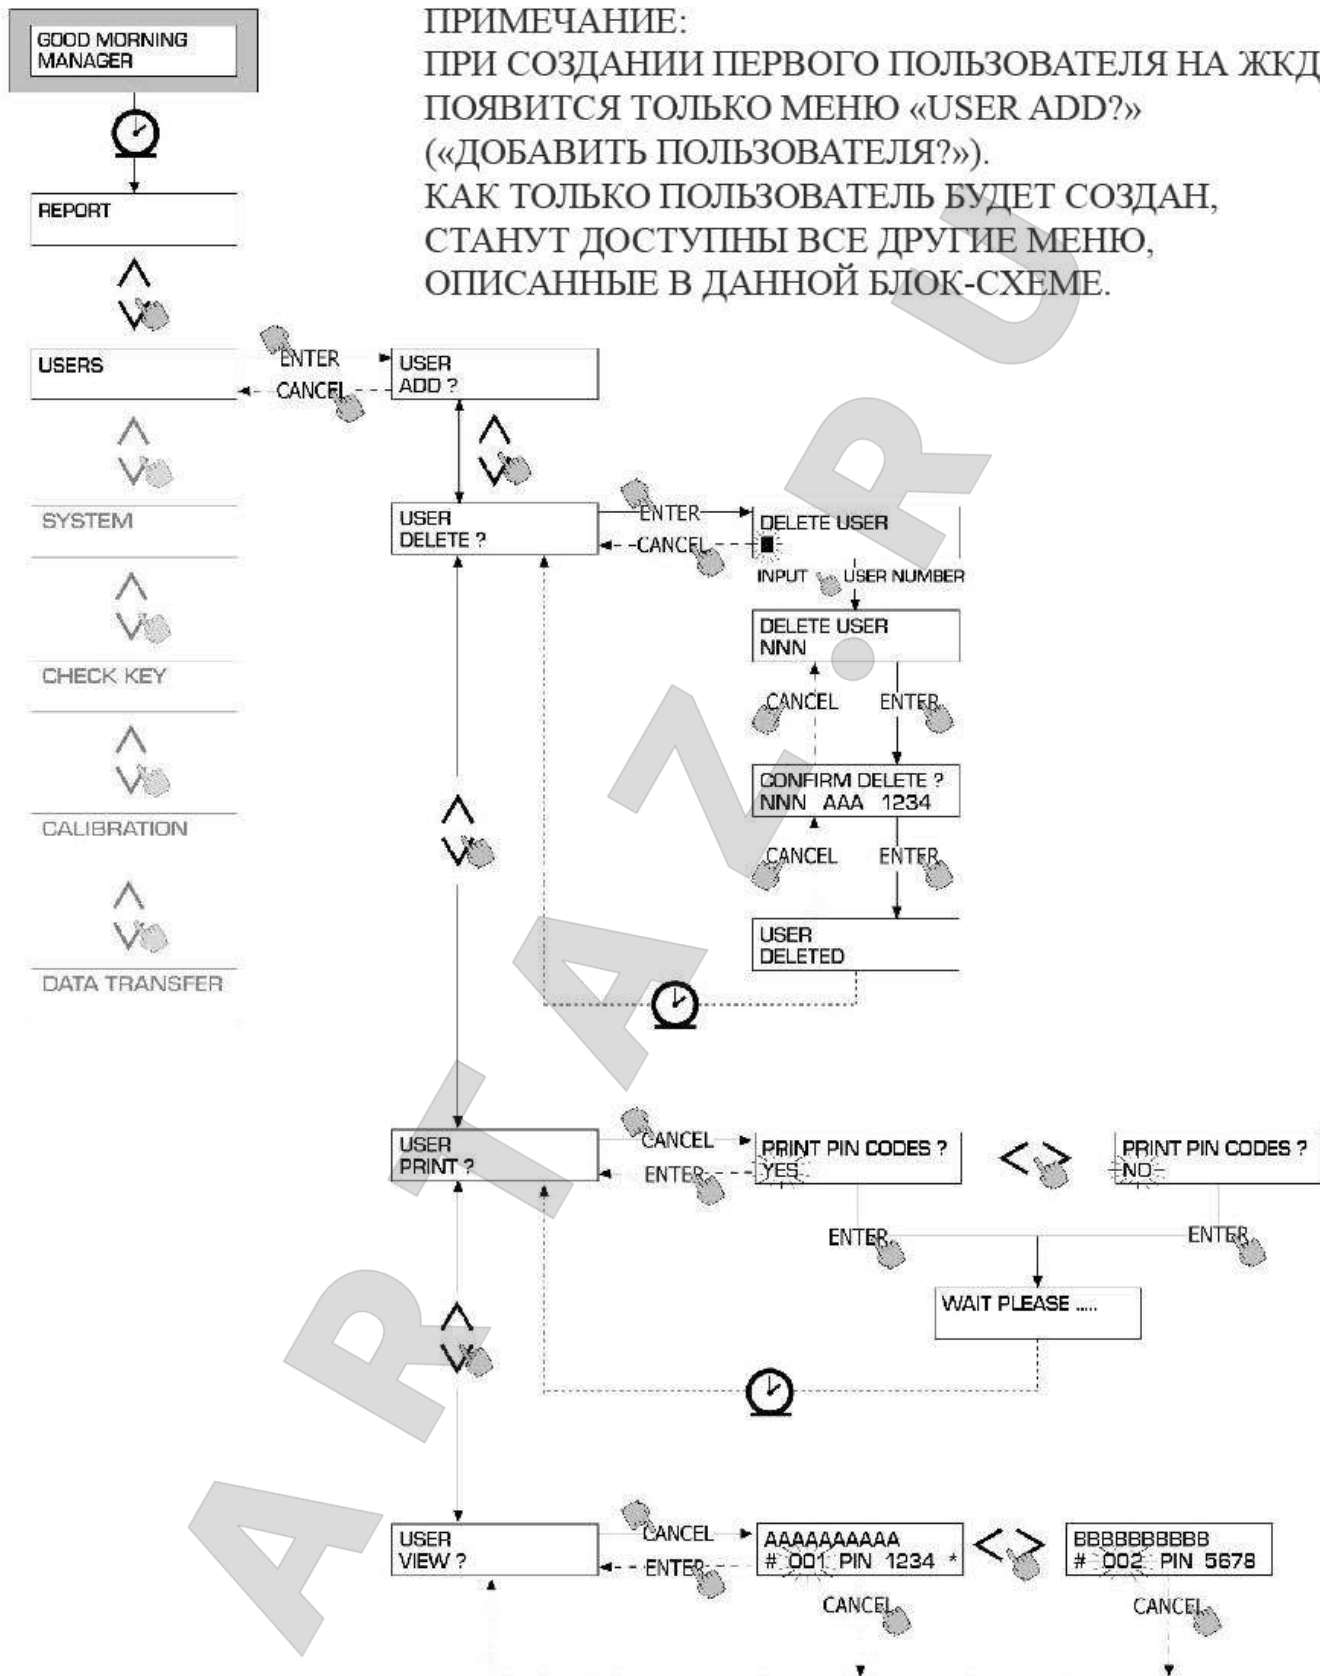 GOOD MORNING
MANAGER
ПРИМЕЧАНИЕ:
ПРИ СОЗДАНИИ ПЕРВОГО ПОЛЬЗОВАТЕЛЯ НА ЖКД
ПОЯВИТСЯ ТОЛЬКО МЕНЮ «USER ADD?»
(«ДОБАВИТЬ ПОЛЬЗОВАТЕЛЯ?»).
КАК ТОЛЬКО ПОЛЬЗОВАТЕЛЬ БУДЕТ СОЗДАН,
СТАНУТ ДОСТУПНЫ ВСЕ ДРУГИЕ МЕНЮ,
ОПИСАННЫЕ В ДАННОЙ БЛОК-СХЕМЕ.
REPORT
USERS
ENTER
CANCEL
USER
ADD ?
SYSTEM
CHECK KEY
CALIBRATION
DATA TRANSFER
USER
DELETE ?
ENTER
CANCEL
DELETE USER
INPUT USER NUMBER
DELETE USER
NNN
CANCEL ENTER
CONFIRM DELETE ?
NNN AAA 1234
CANCEL ENTER
USER
DELETED
USER
PRINT ?
CANCEL
ENTER
PRINT PIN CODES ?
YES
PRINT PIN CODES ?
NO
ENTER
ENTER
WAIT PLEASE .....
USER
VIEW ?
CANCEL
ENTER
AAAAAAAAAA
# 001 PIN 1234 *
BBBBBBBBBB
# 002 PIN 5678
CANCEL
CANCEL
ARTAZ.RU